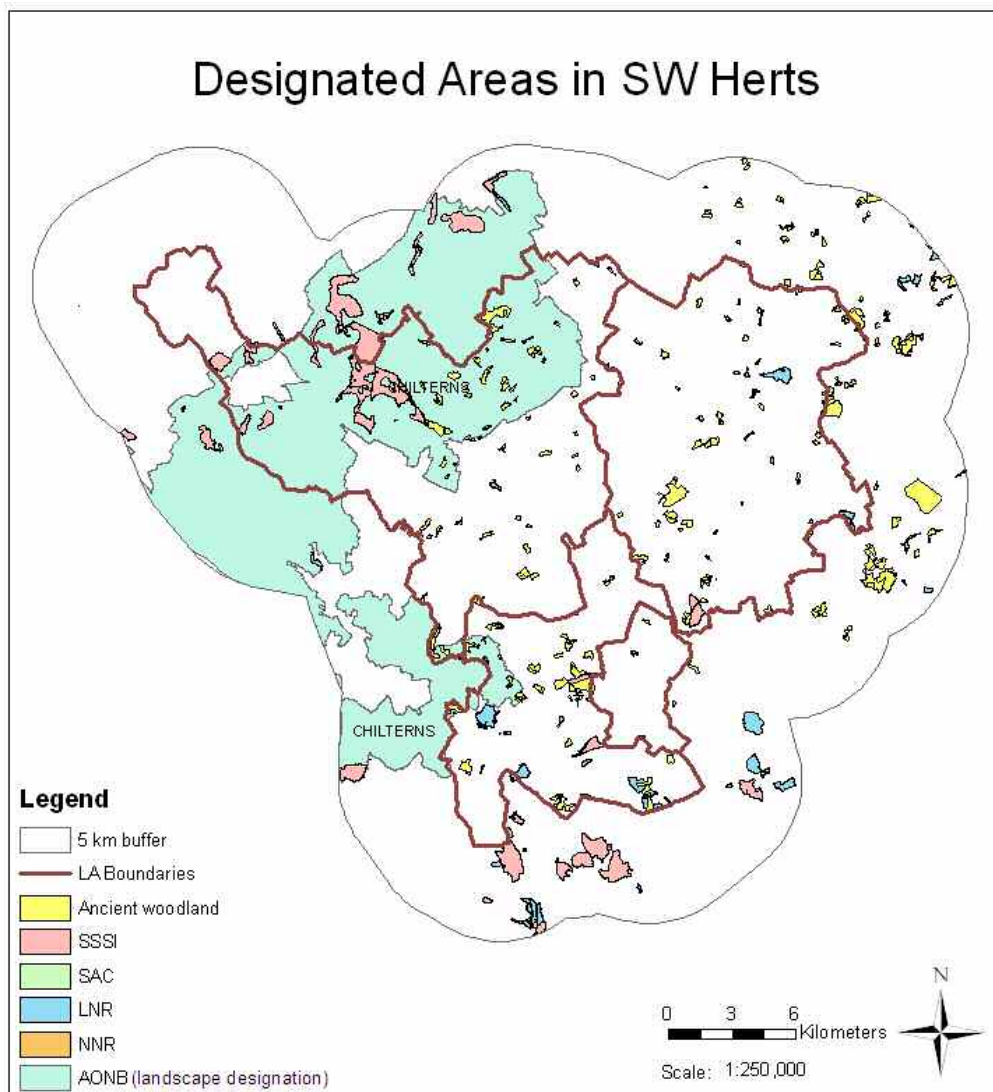 Designated Areas in SW Herts
CHILTERNS
CHILTERNS
Legend
5 km buffer
LA Boundaries
Ancient woodland
SSSI
SAC
LNR
NNR
AONB (landscape designation)
N
0 3 6
Kilometers
Scale: 1:250,000